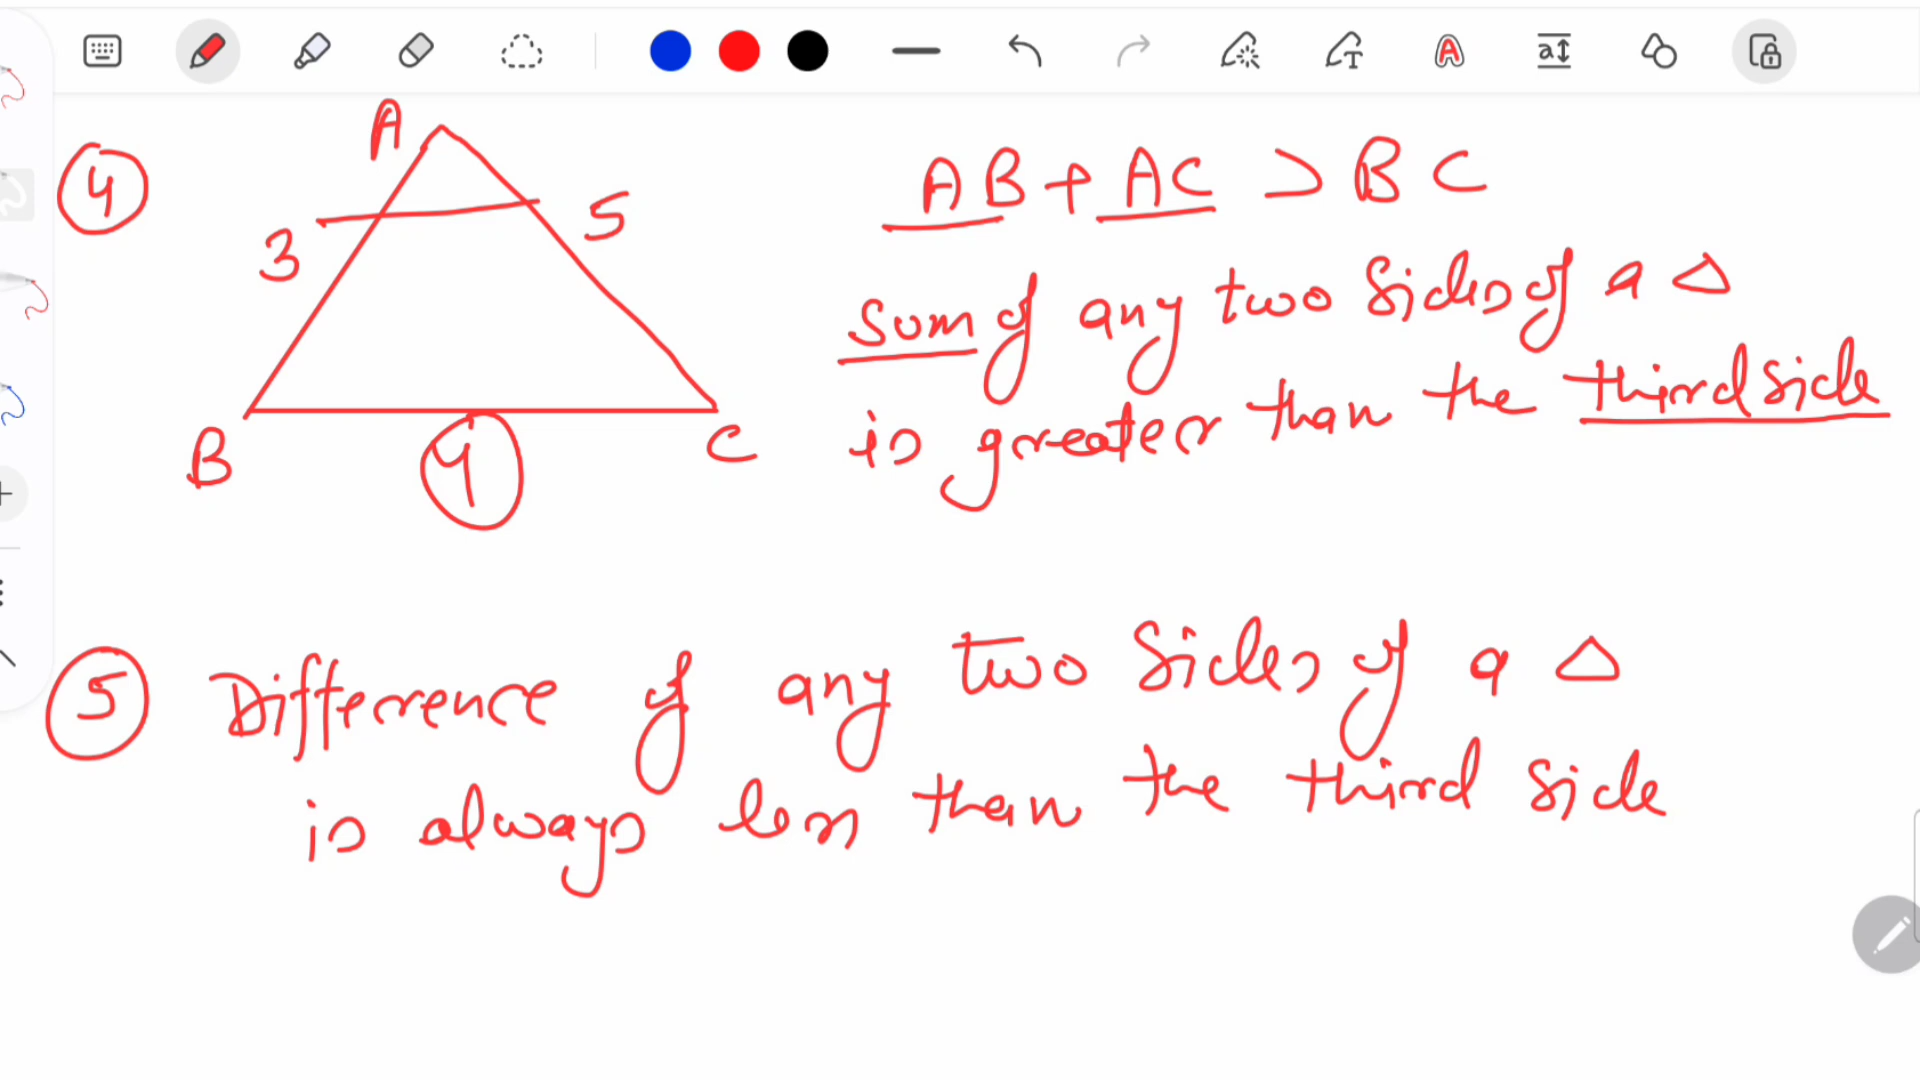 ④
A
3
5
B
4
C
AB + AC > BC
Sum of any two sides of a Δ
is greater than the third side
⑤ Difference of any two sides of a Δ
is always less than the third side